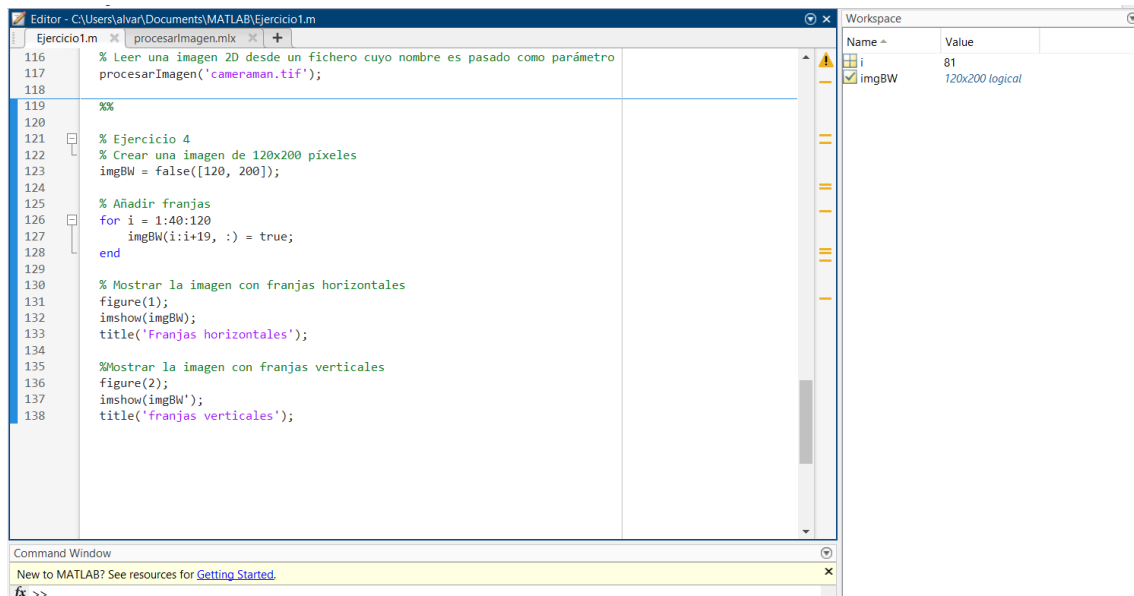 Editor - C:\Users\alvar\Documents\MATLAB\Ejercicio1.m
Ejercicio1.m procesarImagen.mlx +
116 % Leer una imagen 2D desde un fichero cuyo nombre es pasado como parámetro
117 procesarImagen('cameraman.tif');
118
119 %%
120
121 % Ejercicio 4
122 % Crear una imagen de 120x200 píxeles
123 imgBW = false([120, 200]);
124
125 % Añadir franjas
126 for i = 1:40:120
127 imgBW(i:i+19, :) = true;
128 end
129
130 % Mostrar la imagen con franjas horizontales
131 figure(1);
132 imshow(imgBW);
133 title('Franjas horizontales');
134
135 %Mostrar la imagen con franjas verticales
136 figure(2);
137 imshow(imgBW');
138 title('franjas verticales');
Command Window
New to MATLAB? See resources for Getting Started.
fx >>
Workspace
Name Value
i 81
imgBW 120x200 logical